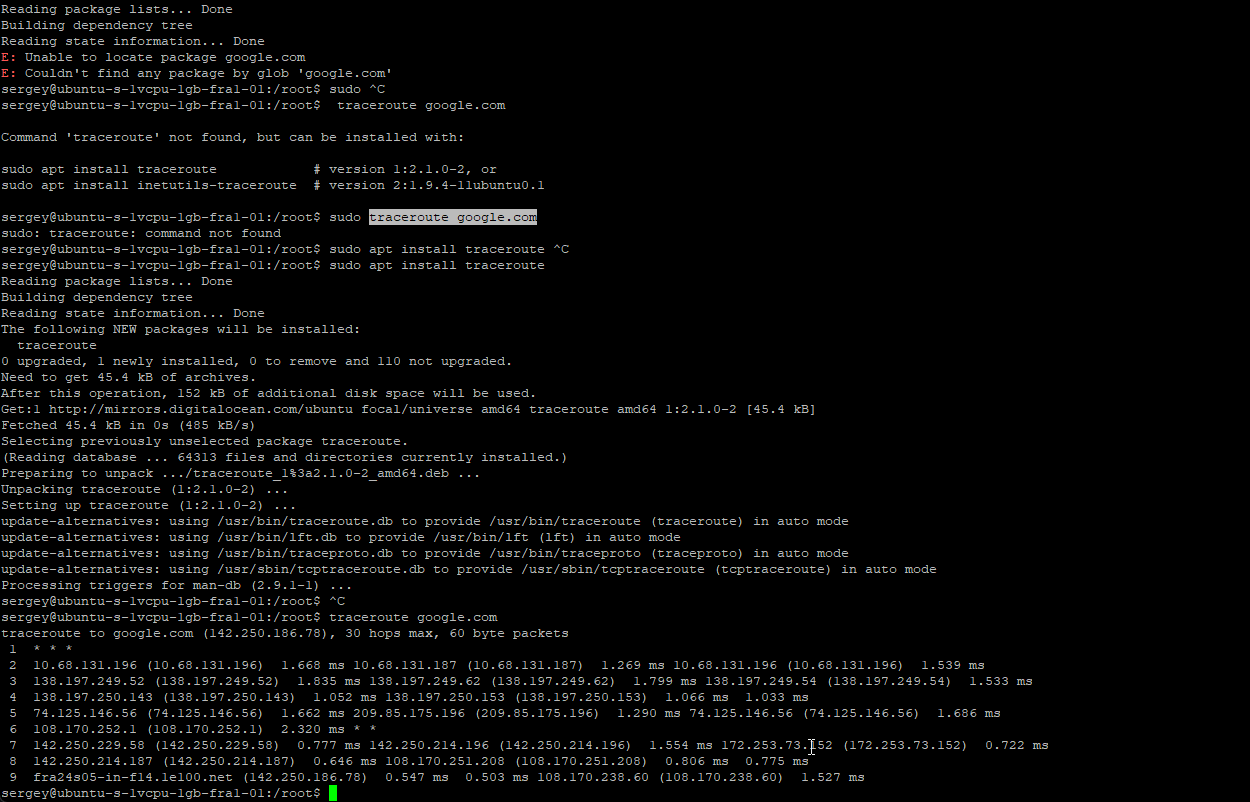 Reading package lists... Done
Building dependency tree
Reading state information... Done
E: Unable to locate package google.com
E: Couldn't find any package by glob 'google.com'
sergey@ubuntu-s-1vcpu-1gb-fra1-01:/root$ sudo ^C
sergey@ubuntu-s-1vcpu-1gb-fra1-01:/root$  traceroute google.com

Command 'traceroute' not found, but can be installed with:

sudo apt install traceroute            # version 1:2.1.0-2, or
sudo apt install inetutils-traceroute  # version 2:1.9.4-11ubuntu0.1

sergey@ubuntu-s-1vcpu-1gb-fra1-01:/root$ sudo traceroute google.com
sudo: traceroute: command not found
sergey@ubuntu-s-1vcpu-1gb-fra1-01:/root$ sudo apt install traceroute ^C
sergey@ubuntu-s-1vcpu-1gb-fra1-01:/root$ sudo apt install traceroute
Reading package lists... Done
Building dependency tree
Reading state information... Done
The following NEW packages will be installed:
  traceroute
0 upgraded, 1 newly installed, 0 to remove and 110 not upgraded.
Need to get 45.4 kB of archives.
After this operation, 152 kB of additional disk space will be used.
Get:1 http://mirrors.digitalocean.com/ubuntu focal/universe amd64 traceroute amd64 1:2.1.0-2 [45.4 kB]
Fetched 45.4 kB in 0s (485 kB/s)
Selecting previously unselected package traceroute.
(Reading database ... 64313 files and directories currently installed.)
Preparing to unpack .../traceroute_1%3a2.1.0-2_amd64.deb ...
Unpacking traceroute (1:2.1.0-2) ...
Setting up traceroute (1:2.1.0-2) ...
update-alternatives: using /usr/bin/traceroute.db to provide /usr/bin/traceroute (traceroute) in auto mode
update-alternatives: using /usr/bin/lft.db to provide /usr/bin/lft (lft) in auto mode
update-alternatives: using /usr/bin/traceproto.db to provide /usr/bin/traceproto (traceproto) in auto mode
update-alternatives: using /usr/sbin/tcptraceroute.db to provide /usr/sbin/tcptraceroute (tcptraceroute) in auto mode
Processing triggers for man-db (2.9.1-1) ...
sergey@ubuntu-s-1vcpu-1gb-fra1-01:/root$ ^C
sergey@ubuntu-s-1vcpu-1gb-fra1-01:/root$ traceroute google.com
traceroute to google.com (142.250.186.78), 30 hops max, 60 byte packets
 1  * * *
 2  10.68.131.196 (10.68.131.196)  1.668 ms 10.68.131.187 (10.68.131.187)  1.269 ms 10.68.131.196 (10.68.131.196)  1.539 ms
 3  138.197.249.52 (138.197.249.52)  1.835 ms 138.197.249.62 (138.197.249.62)  1.799 ms 138.197.249.54 (138.197.249.54)  1.533 ms
 4  138.197.250.143 (138.197.250.143)  1.052 ms 138.197.250.153 (138.197.250.153)  1.066 ms  1.033 ms
 5  74.125.146.56 (74.125.146.56)  1.662 ms 209.85.175.196 (209.85.175.196)  1.290 ms 74.125.146.56 (74.125.146.56)  1.686 ms
 6  108.170.252.1 (108.170.252.1)  2.320 ms * *
 7  142.250.229.58 (142.250.229.58)  0.777 ms 142.250.214.196 (142.250.214.196)  1.554 ms 172.253.73.152 (172.253.73.152)  0.722 ms
 8  142.250.214.187 (142.250.214.187)  0.646 ms 108.170.251.208 (108.170.251.208)  0.806 ms  0.775 ms
 9  fra24s05-in-f14.1e100.net (142.250.186.78)  0.547 ms  0.503 ms 108.170.238.60 (108.170.238.60)  1.527 ms
sergey@ubuntu-s-1vcpu-1gb-fra1-01:/root$